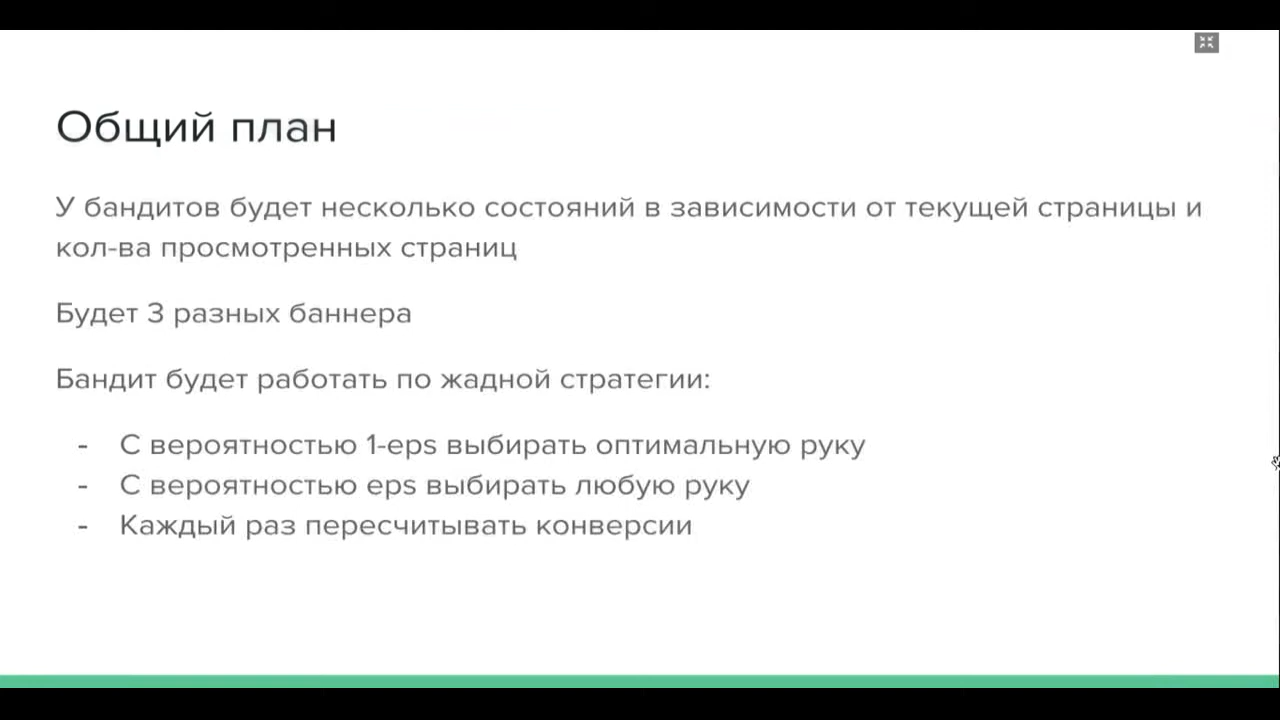 Общий план
У бандитов будет несколько состояний в зависимости от текущей страницы и
кол-ва просмотренных страниц
Будет 3 разных баннера
Бандит будет работать по жадной стратегии:
- С вероятностью 1-eps выбирать оптимальную руку
- С вероятностью eps выбирать любую руку
- Каждый раз пересчитывать конверсии